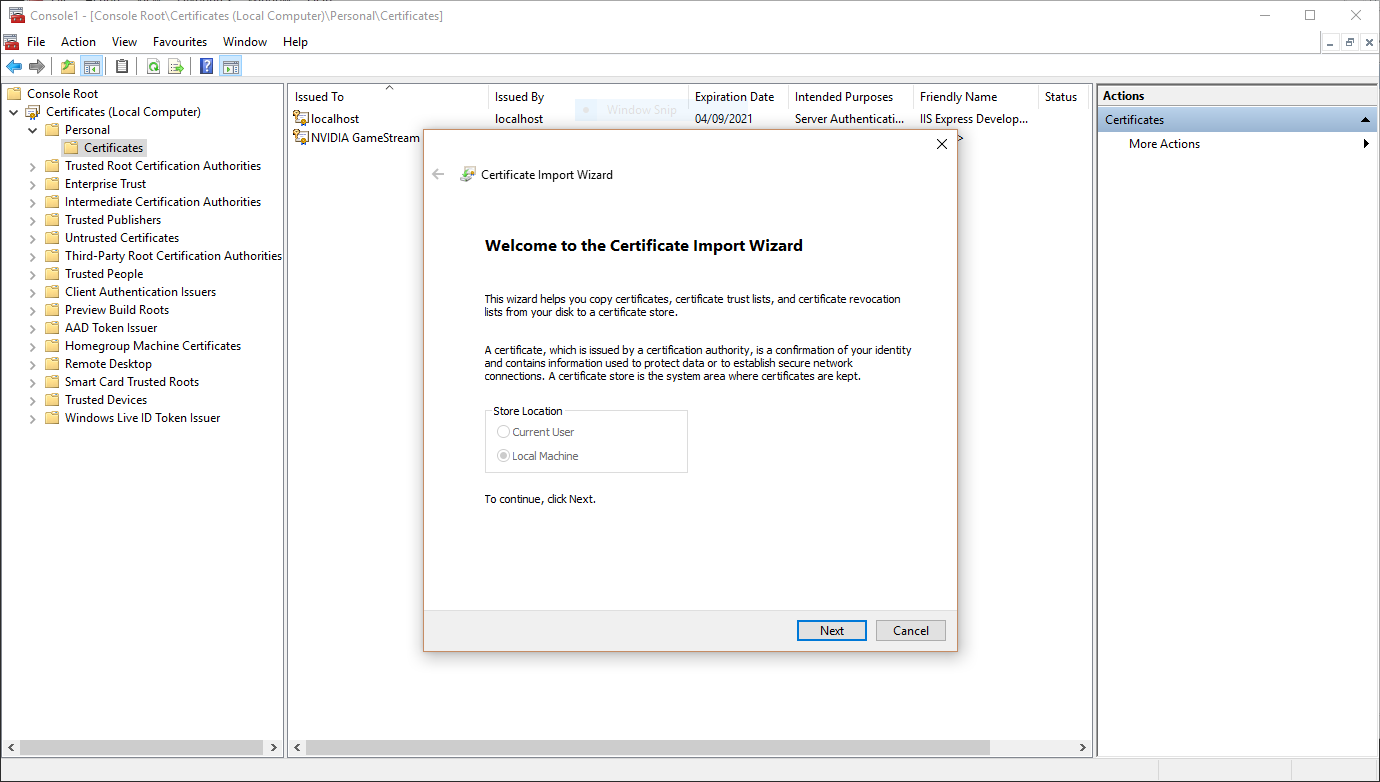 Console1 - [Console Root\Certificates (Local Computer)\Personal\Certificates]
File Action View Favourites Window Help
Console Root
Certificates (Local Computer)
Personal
Certificates
Trusted Root Certification Authorities
Enterprise Trust
Intermediate Certification Authorities
Trusted Publishers
Untrusted Certificates
Third-Party Root Certification Authorities
Trusted People
Client Authentication Issuers
Preview Build Roots
AAD Token Issuer
Homegroup Machine Certificates
Remote Desktop
Smart Card Trusted Roots
Trusted Devices
Windows Live ID Token Issuer
Issued To Issued By Expiration Date Intended Purposes Friendly Name Status
Window Snip
localhost localhost 04/09/2021 Server Authenticati... IIS Express Develop...
NVIDIA GameStream >
Certificate Import Wizard
Welcome to the Certificate Import Wizard
This wizard helps you copy certificates, certificate trust lists, and certificate revocation
lists from your disk to a certificate store.
A certificate, which is issued by a certification authority, is a confirmation of your identity
and contains information used to protect data or to establish secure network
connections. A certificate store is the system area where certificates are kept.
Store Location
Current User
Local Machine
To continue, click Next.
Next Cancel
Actions
Certificates
More Actions